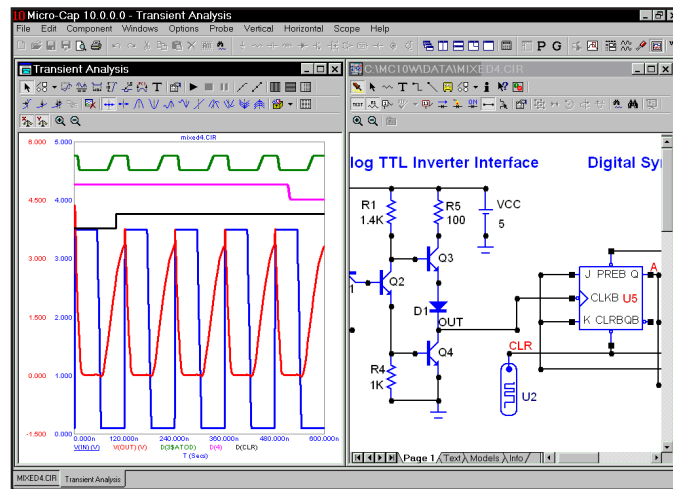 Micro-Cap 10.0.0.0 - Transient Analysis
File Edit Component Windows Options Probe Vertical Horizontal Scope Help
P G
Transient Analysis
T
mixed4.CIR
6.000 5.000
4.500 4.000
3.000 3.000
1.500 2.000
0.000 1.000
-1.500 0.000
0.000n 120.000n 240.000n 360.000n 480.000n 600.000n
V(IN) (V) V(OUT) (V) D(3$ATOD) D(4) D(CLR)
T (Secs)
C:\MC10W\DATA\MIXED4.CIR
T
TEXT
log TTL Inverter Interface
Digital Sy
R1
1.4K
R5
100
VCC
5
Q3
Q2
1
D1
OUT
Q4
R4
1K
J PREB Q
CLKB U5
K CLRBQB
A
CLR
U2
Page 1 Text Models Info
MIXED4.CIR Transient Analysis